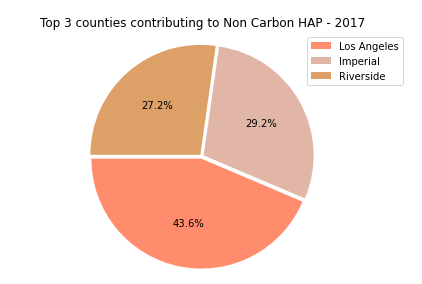 Top 3 counties contributing to Non Carbon HAP - 2017
Los Angeles
Imperial
Riverside
27.2%
29.2%
43.6%